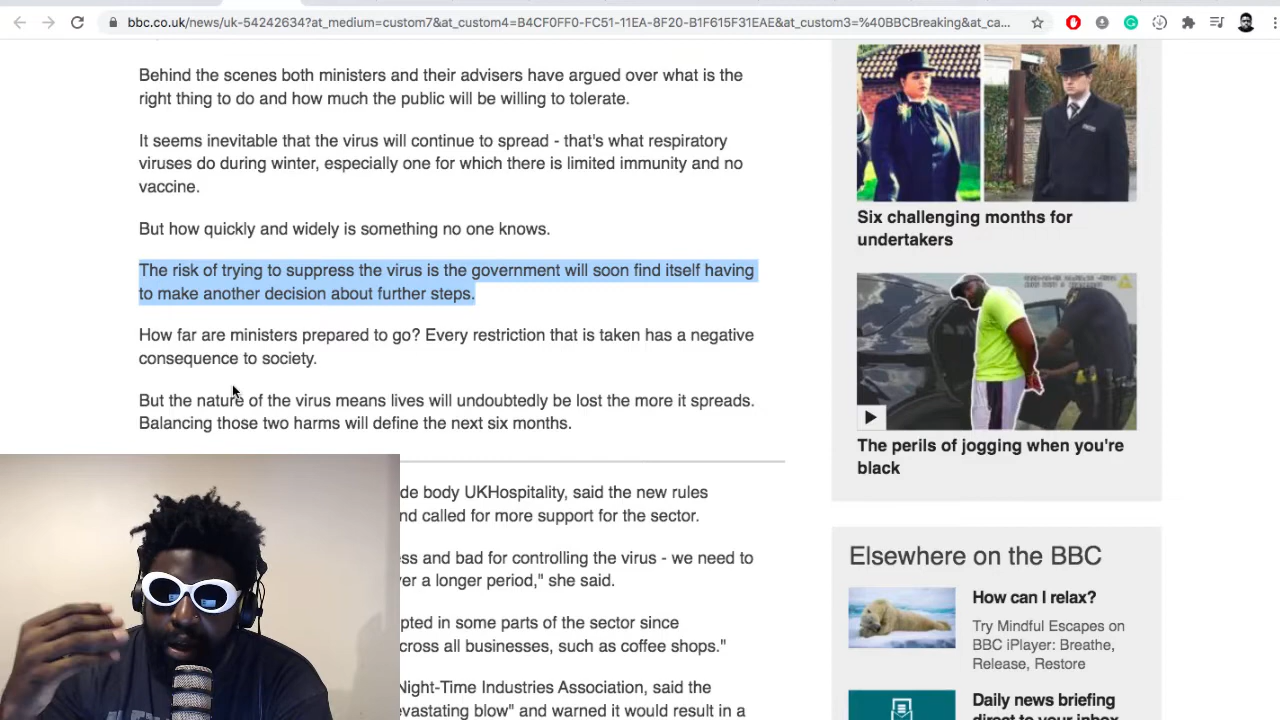 bbc.co.uk/news/uk-54242634?at_medium=custom7&at_custom4=B4CF0FF0-FC51-11EA-8F20-B1F615F31EAE&at_custom3=%40BBCBreaking&at_ca...
Behind the scenes both ministers and their advisers have argued over what is the
right thing to do and how much the public will be willing to tolerate.
It seems inevitable that the virus will continue to spread - that's what respiratory
viruses do during winter, especially one for which there is limited immunity and no
vaccine.
But how quickly and widely is something no one knows.
The risk of trying to suppress the virus is the government will soon find itself having
to make another decision about further steps.
How far are ministers prepared to go? Every restriction that is taken has a negative
consequence to society.
But the nature of the virus means lives will undoubtedly be lost the more it spreads.
Balancing those two harms will define the next six months.
de body UKHospitality, said the new rules
nd called for more support for the sector.
ss and bad for controlling the virus - we need to
ver a longer period," she said.
pted in some parts of the sector since
cross all businesses, such as coffee shops."
Night-Time Industries Association, said the
evastating blow" and warned it would result in a
Six challenging months for
undertakers
The perils of jogging when you're
black
Elsewhere on the BBC
How can I relax?
Try Mindful Escapes on
BBC iPlayer: Breathe,
Release, Restore
Daily news briefing
direct to your inbox